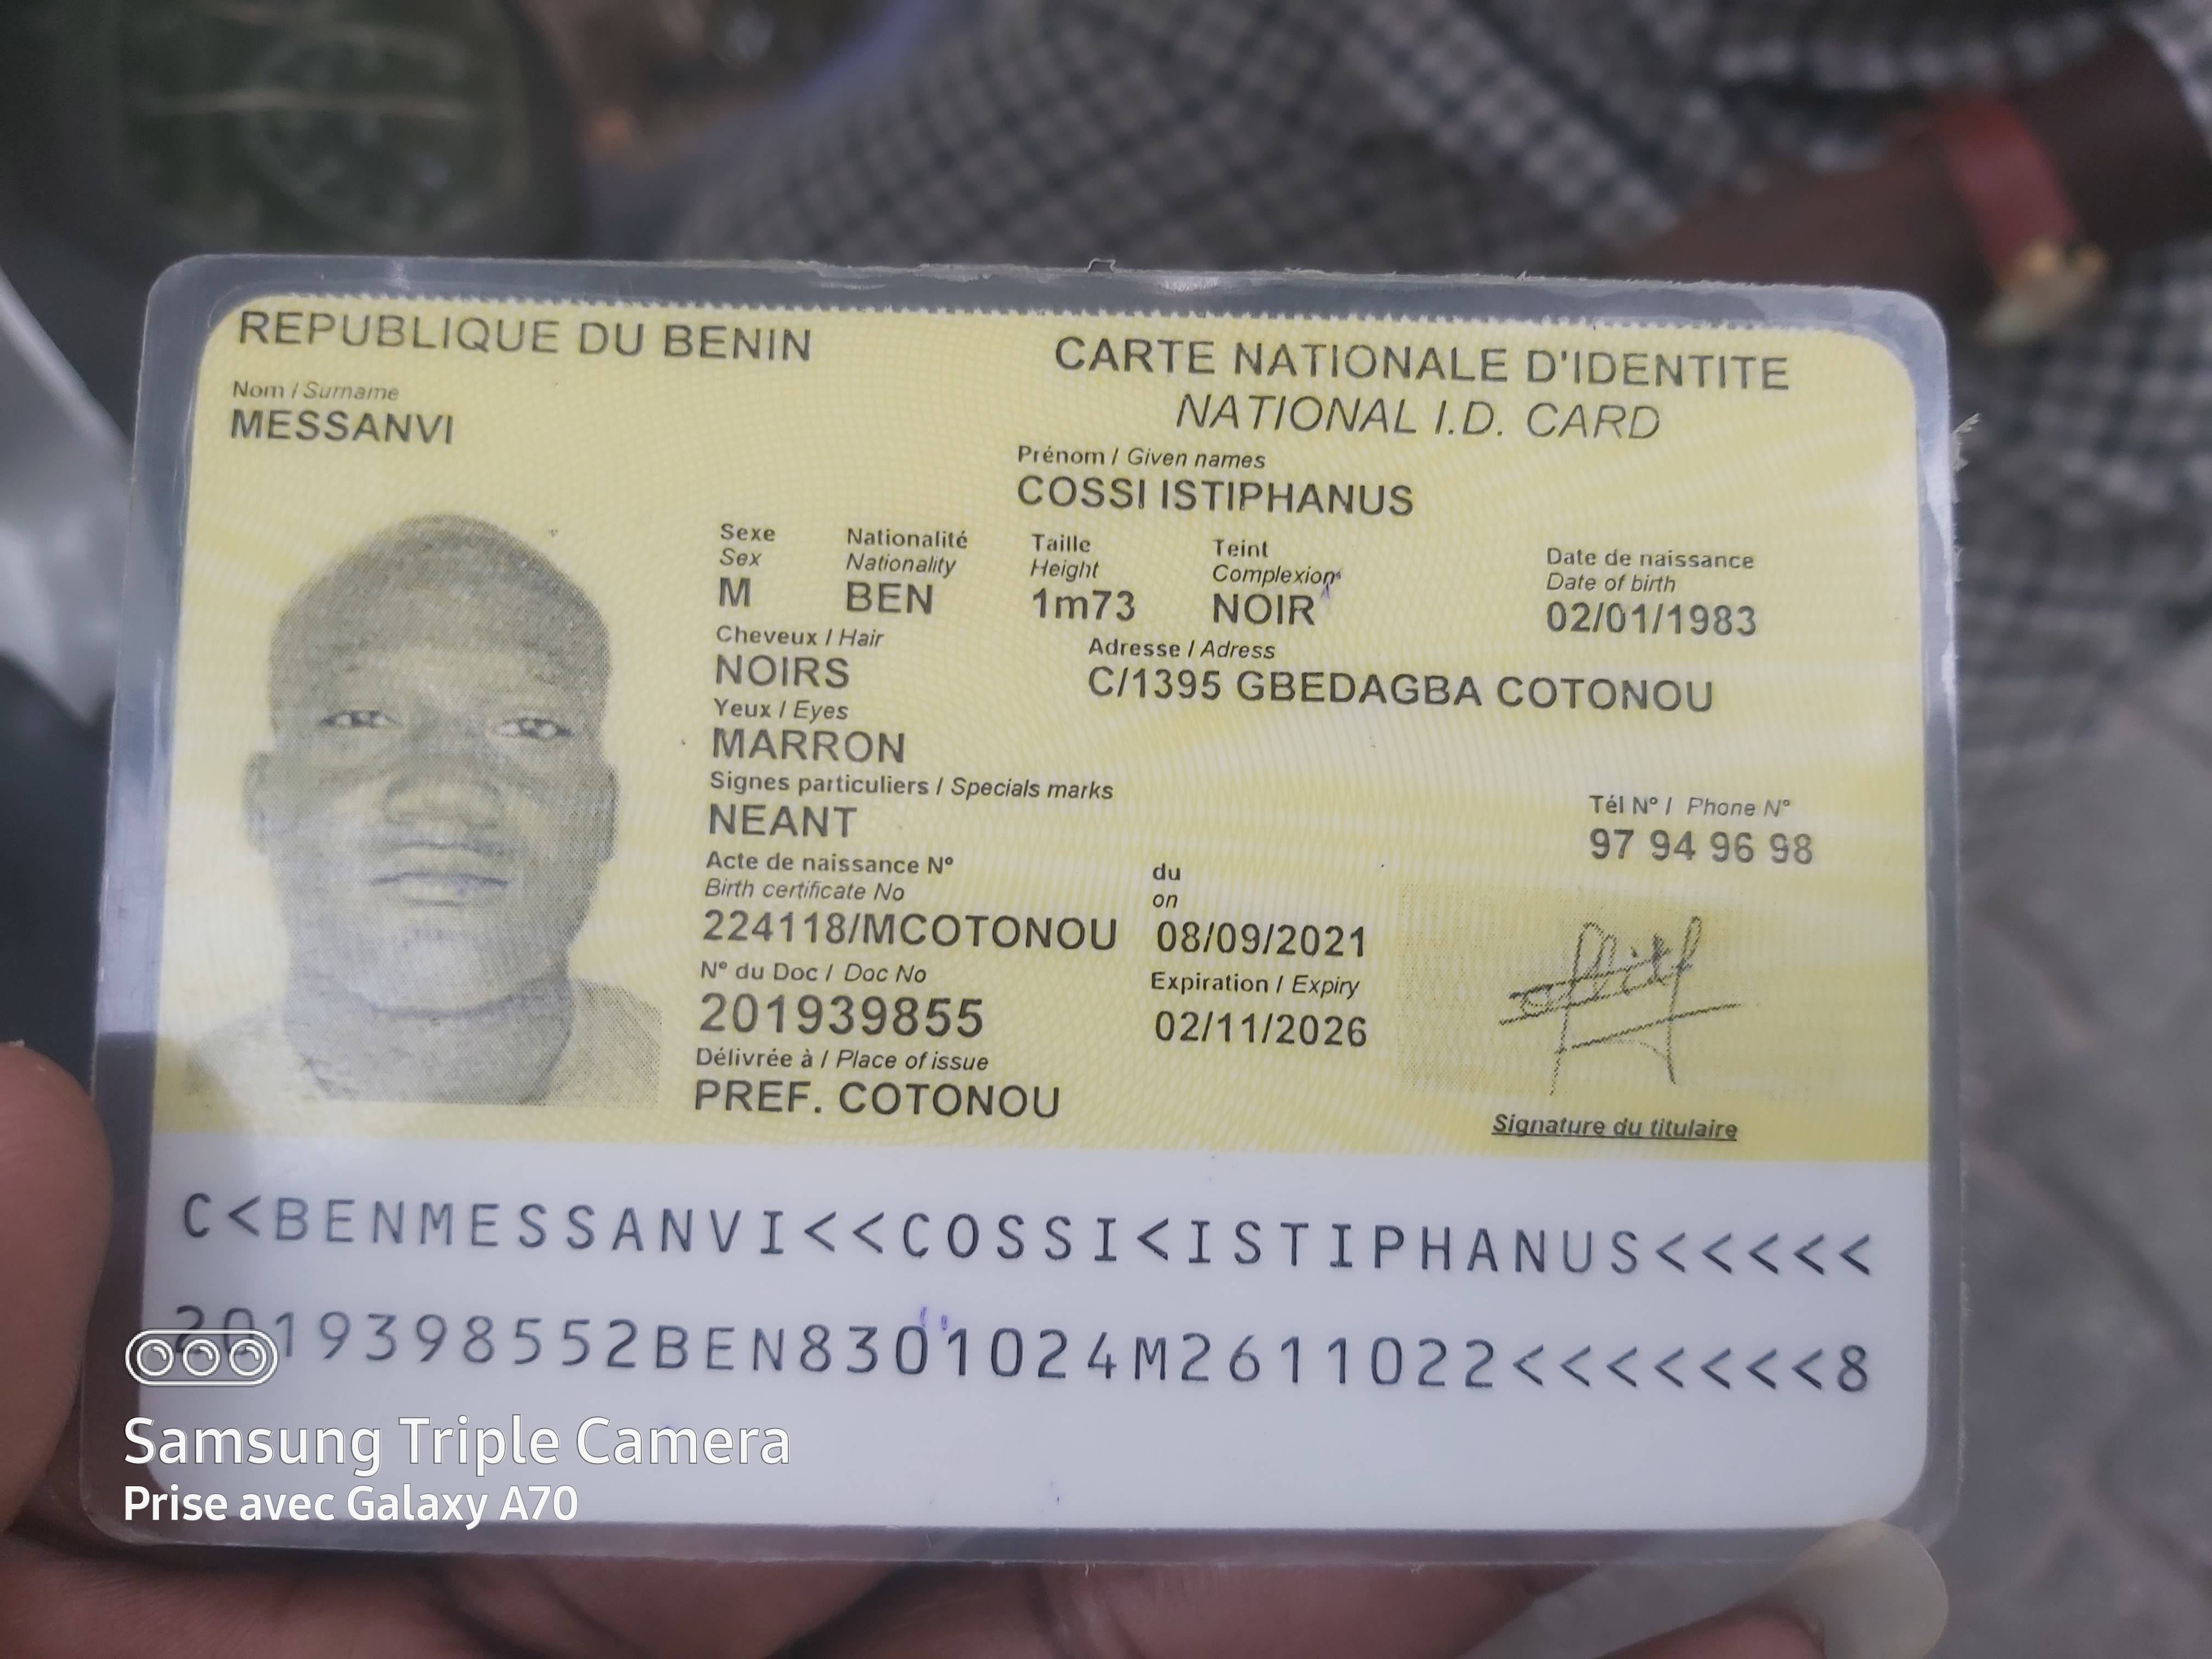 REPUBLIQUE DU BENIN
CARTE NATIONALE D'IDENTITE
NATIONAL I.D. CARD
Nom / Surname
MESSANVI
Prénom / Given names
COSSI ISTIPHANUS
Sexe Nationalité Taille Teint Date de naissance
Sex Nationality Height Complexion Date of birth
M BEN 1m73 NOIR 02/01/1983
Cheveux / Hair Adresse / Adress
NOIRS C/1395 GBEDAGBA COTONOU
Yeux / Eyes
MARRON
Signes particuliers / Specials marks Tél N° / Phone N°
NEANT 97 94 96 98
Acte de naissance N° du
Birth certificate No on
224118/MCOTONOU 08/09/2021
N° du Doc / Doc No Expiration / Expiry
201939855 02/11/2026
Délivrée à / Place of issue
PREF. COTONOU
Signature du titulaire
C<BENMESSANVI<<COSSI<ISTIPHANUS<<<<<
2019398552BEN8301024M2611022<<<<<<<8
Samsung Triple Camera
Prise avec Galaxy A70